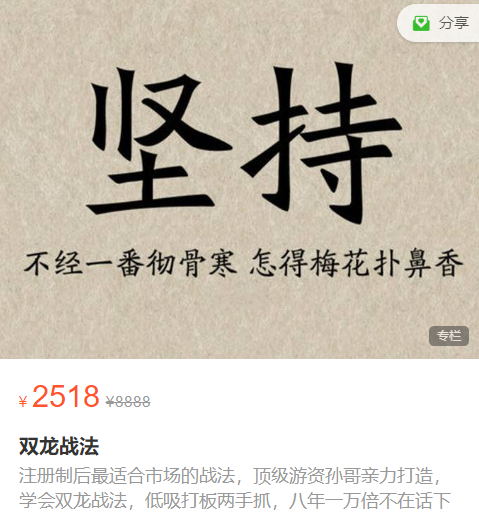 分享
坚持
不经一番彻骨寒 怎得梅花扑鼻香
专栏
¥2518 ¥8888
双龙战法
注册制后最适合市场的战法，顶级游资孙哥亲力打造，
学会双龙战法，低吸打板两手抓，八年一万倍不在话下